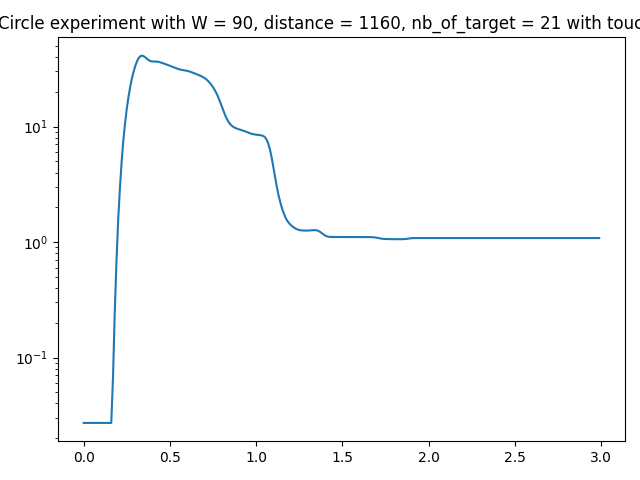 Circle experiment with W = 90, distance = 1160, nb_of_target = 21 with touc
10¹
10⁰
10⁻¹
0.0 0.5 1.0 1.5 2.0 2.5 3.0